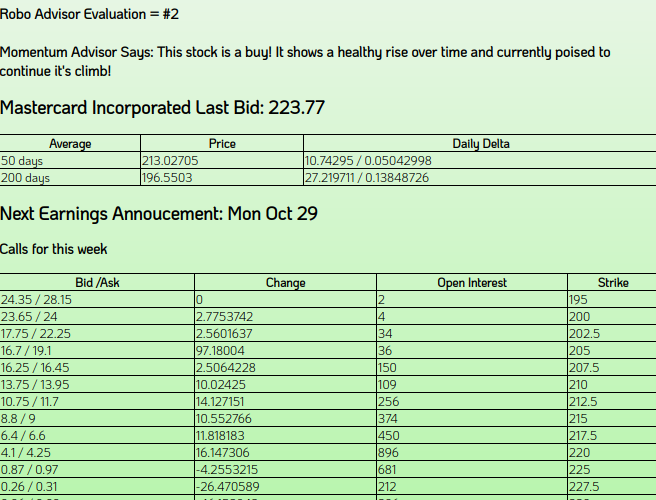 Robo Advisor Evaluation = #2
Momentum Advisor Says: This stock is a buy! It shows a healthy rise over time and currently poised to
continue it's climb!
Mastercard Incorporated Last Bid: 223.77
Average Price Daily Delta
50 days 213.02705 10.74295 / 0.05042998
200 days 196.5503 27.219711 / 0.13848726
Next Earnings Annoucement: Mon Oct 29
Calls for this week
Bid /Ask Change Open Interest Strike
24.35 / 28.15 0 2 195
23.65 / 24 2.7753742 4 200
17.75 / 22.25 2.5601637 34 202.5
16.7 / 19.1 97.18004 36 205
16.25 / 16.45 2.5064228 150 207.5
13.75 / 13.95 10.02425 109 210
10.75 / 11.7 14.127151 256 212.5
8.8 / 9 10.552766 374 215
6.4 / 6.6 11.818183 450 217.5
4.1 / 4.25 16.147306 896 220
0.87 / 0.97 -4.2553215 681 225
0.26 / 0.31 -26.470589 212 227.5